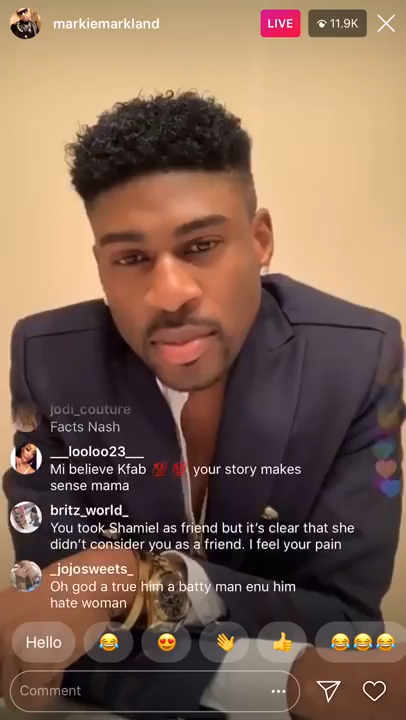 markiemarkland
LIVE
11.9K
jodi_couture
Facts Nash
___looloo23___
Mi believe Kfab 💯 💯 your story makes
sense mama
britz_world_
You took Shamiel as friend but it’s clear that she
didn’t consider you as a friend. I feel your pain
_jojosweets_
Oh god a true him a batty man enu him
hate woman
Hello
Comment